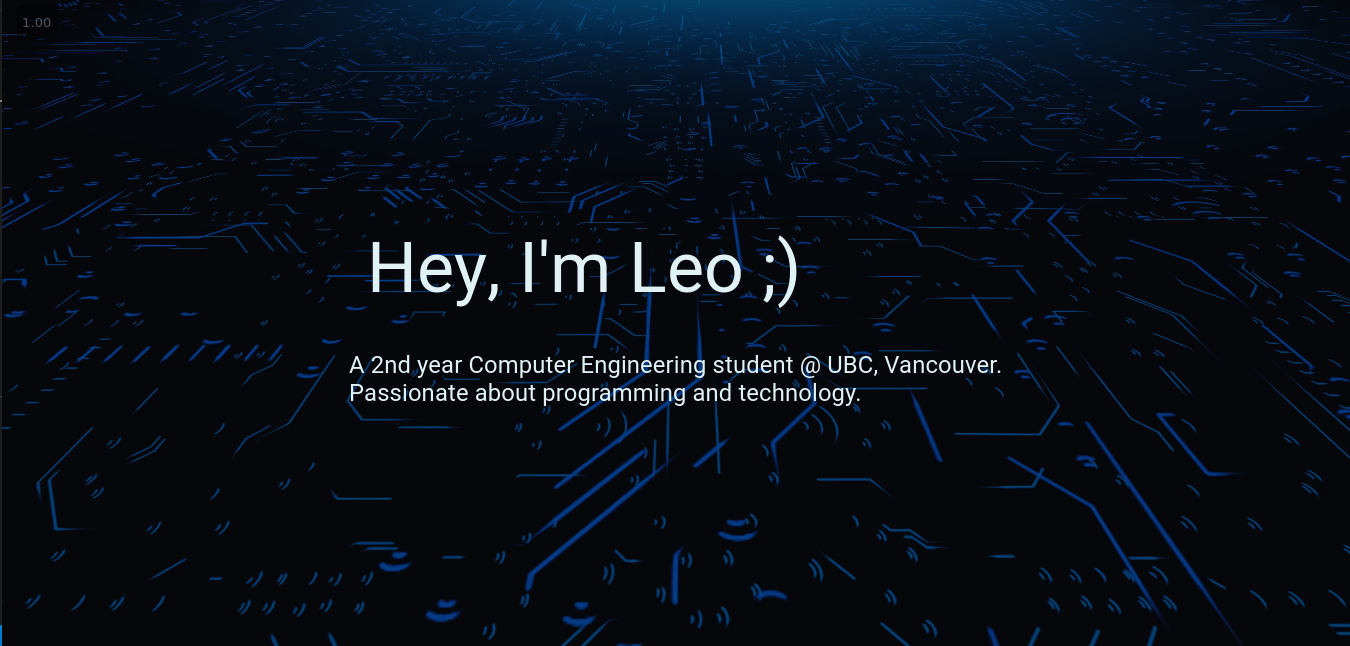 1.00
Hey, I'm Leo ;)
A 2nd year Computer Engineering student @ UBC, Vancouver.
Passionate about programming and technology.